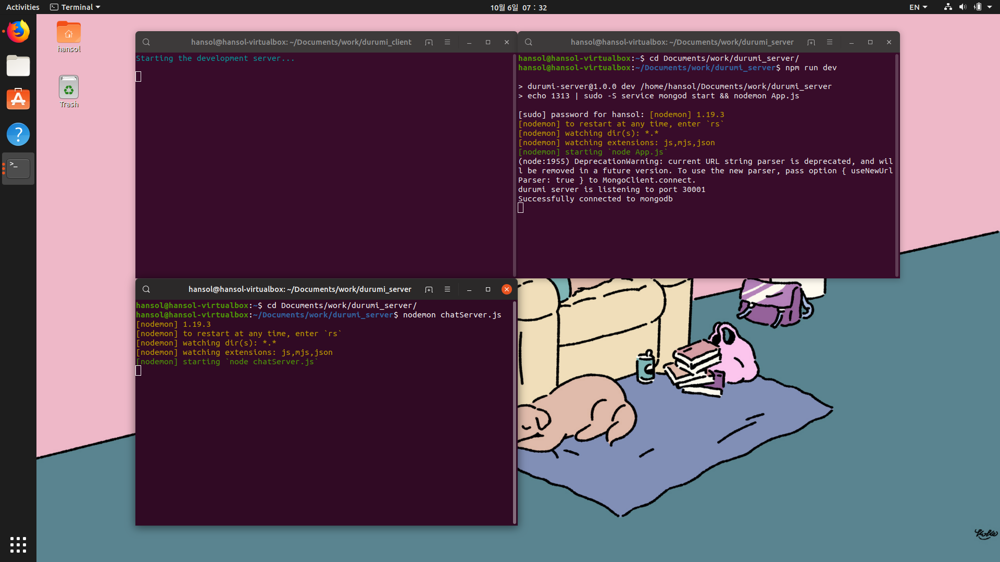 Activities
Terminal
10월 6일 07 : 32
EN
hansol
Trash
hansol@hansol-virtualbox: ~/Documents/work/durumi_client
Starting the development server...
hansol@hansol-virtualbox: ~/Documents/work/durumi_server
hansol@hansol-virtualbox:~$ cd Documents/work/durumi_server/
hansol@hansol-virtualbox:~/Documents/work/durumi_server$ npm run dev
> durumi-server@1.0.0 dev /home/hansol/Documents/work/durumi_server
> echo 1313 | sudo -S service mongod start && nodemon App.js
[sudo] password for hansol: [nodemon] 1.19.3
[nodemon] to restart at any time, enter `rs`
[nodemon] watching dir(s): *.*
[nodemon] watching extensions: js,mjs,json
[nodemon] starting `node App.js`
(node:1955) DeprecationWarning: current URL string parser is deprecated, and wil
l be removed in a future version. To use the new parser, pass option { useNewUrl
Parser: true } to MongoClient.connect.
durumi server is listening to port 30001
Successfully connected to mongodb
hansol@hansol-virtualbox: ~/Documents/work/durumi_server
hansol@hansol-virtualbox:~$ cd Documents/work/durumi_server/
hansol@hansol-virtualbox:~/Documents/work/durumi_server$ nodemon chatServer.js
[nodemon] 1.19.3
[nodemon] to restart at any time, enter `rs`
[nodemon] watching dir(s): *.*
[nodemon] watching extensions: js,mjs,json
[nodemon] starting `node chatServer.js`